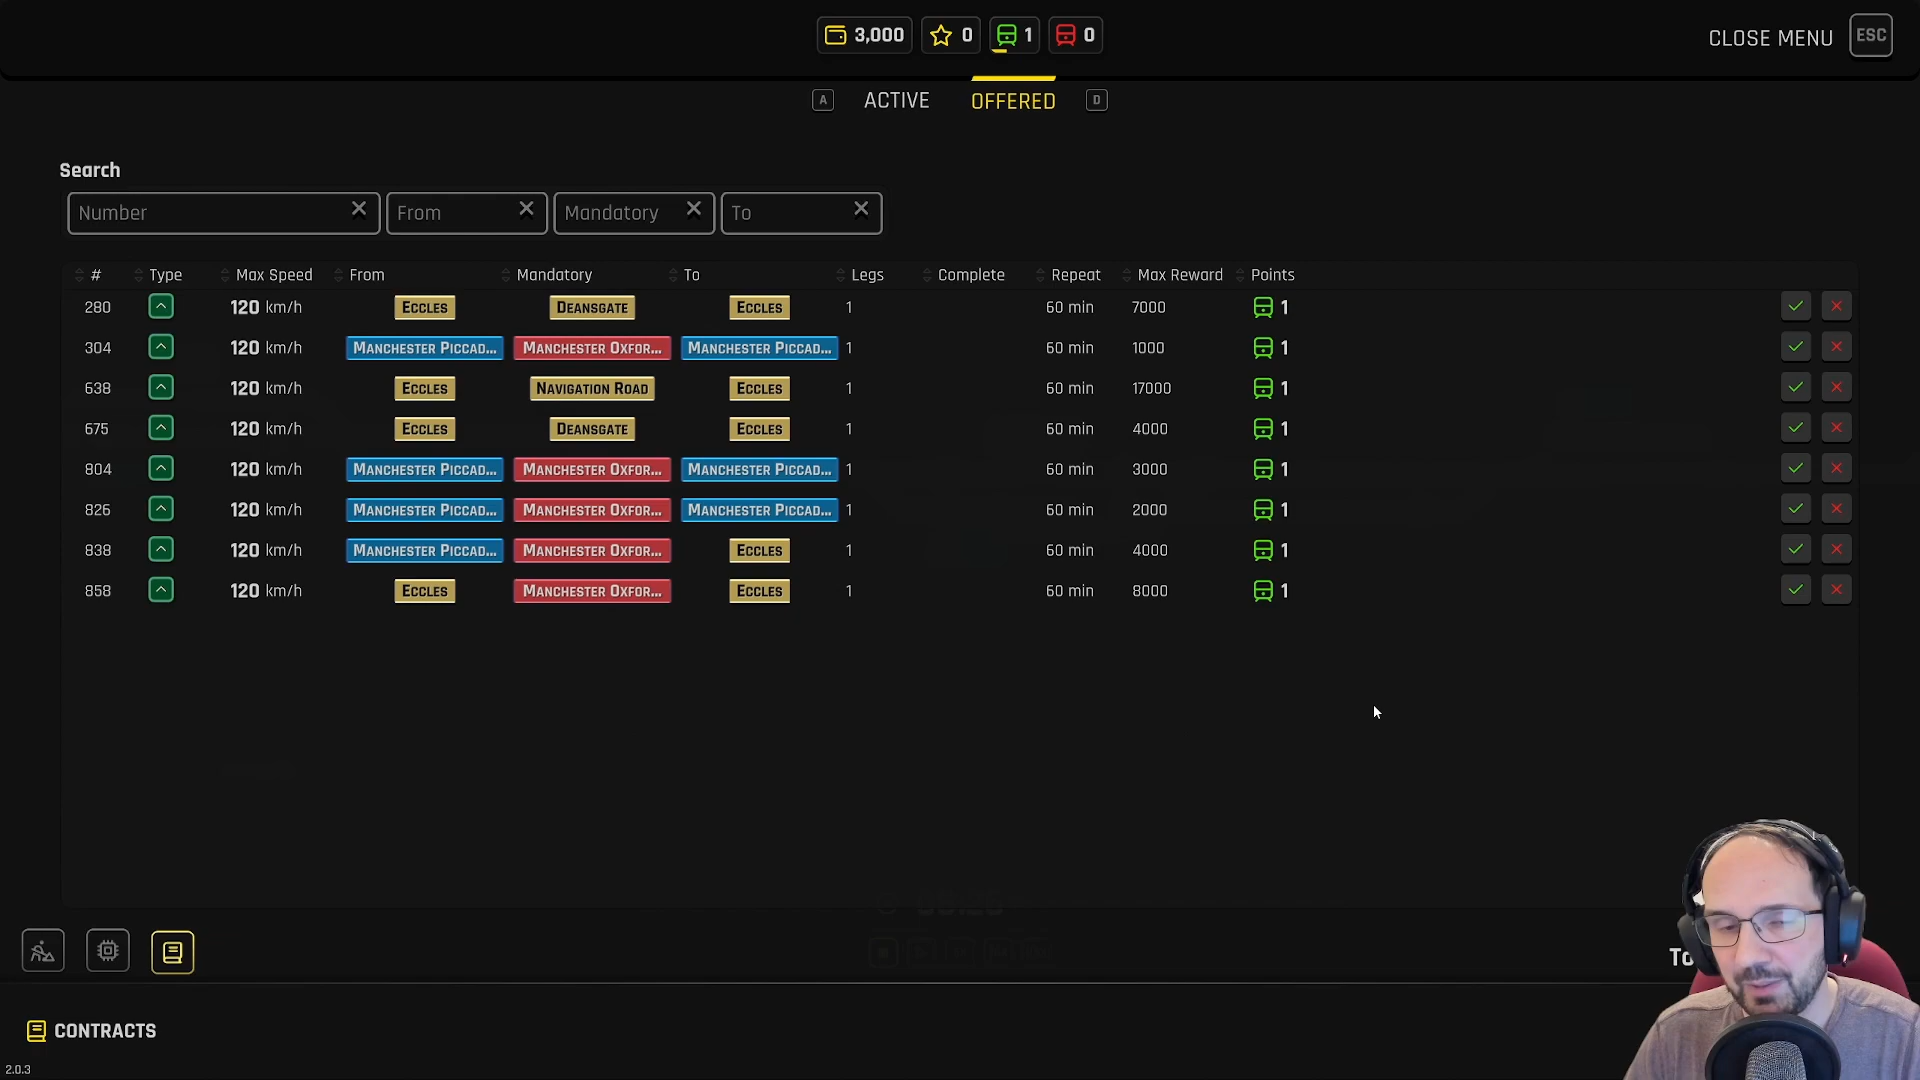 3,000 0 1 0
CLOSE MENU ESC
A ACTIVE OFFERED D
Search
Number From Mandatory To
# Type Max Speed From Mandatory To Legs Complete Repeat Max Reward Points
280 120 km/h ECCLES DEANSGATE ECCLES 1 60 min 7000 1
304 120 km/h MANCHESTER PICCAD... MANCHESTER OXFOR... MANCHESTER PICCAD... 1 60 min 1000 1
638 120 km/h ECCLES NAVIGATION ROAD ECCLES 1 60 min 17000 1
675 120 km/h ECCLES DEANSGATE ECCLES 1 60 min 4000 1
804 120 km/h MANCHESTER PICCAD... MANCHESTER OXFOR... MANCHESTER PICCAD... 1 60 min 3000 1
826 120 km/h MANCHESTER PICCAD... MANCHESTER OXFOR... MANCHESTER PICCAD... 1 60 min 2000 1
838 120 km/h MANCHESTER PICCAD... MANCHESTER OXFOR... ECCLES 1 60 min 4000 1
858 120 km/h ECCLES MANCHESTER OXFOR... ECCLES 1 60 min 8000 1
CONTRACTS
2.0.3